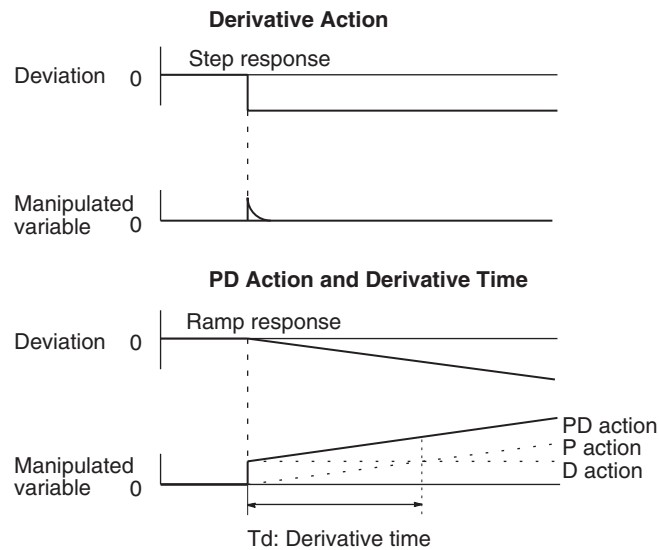 Derivative Action
Step response
Deviation 0
Manipulated
variable 0
PD Action and Derivative Time
Ramp response
Deviation 0
PD action
P action
Manipulated
variable 0
D action
Td: Derivative time